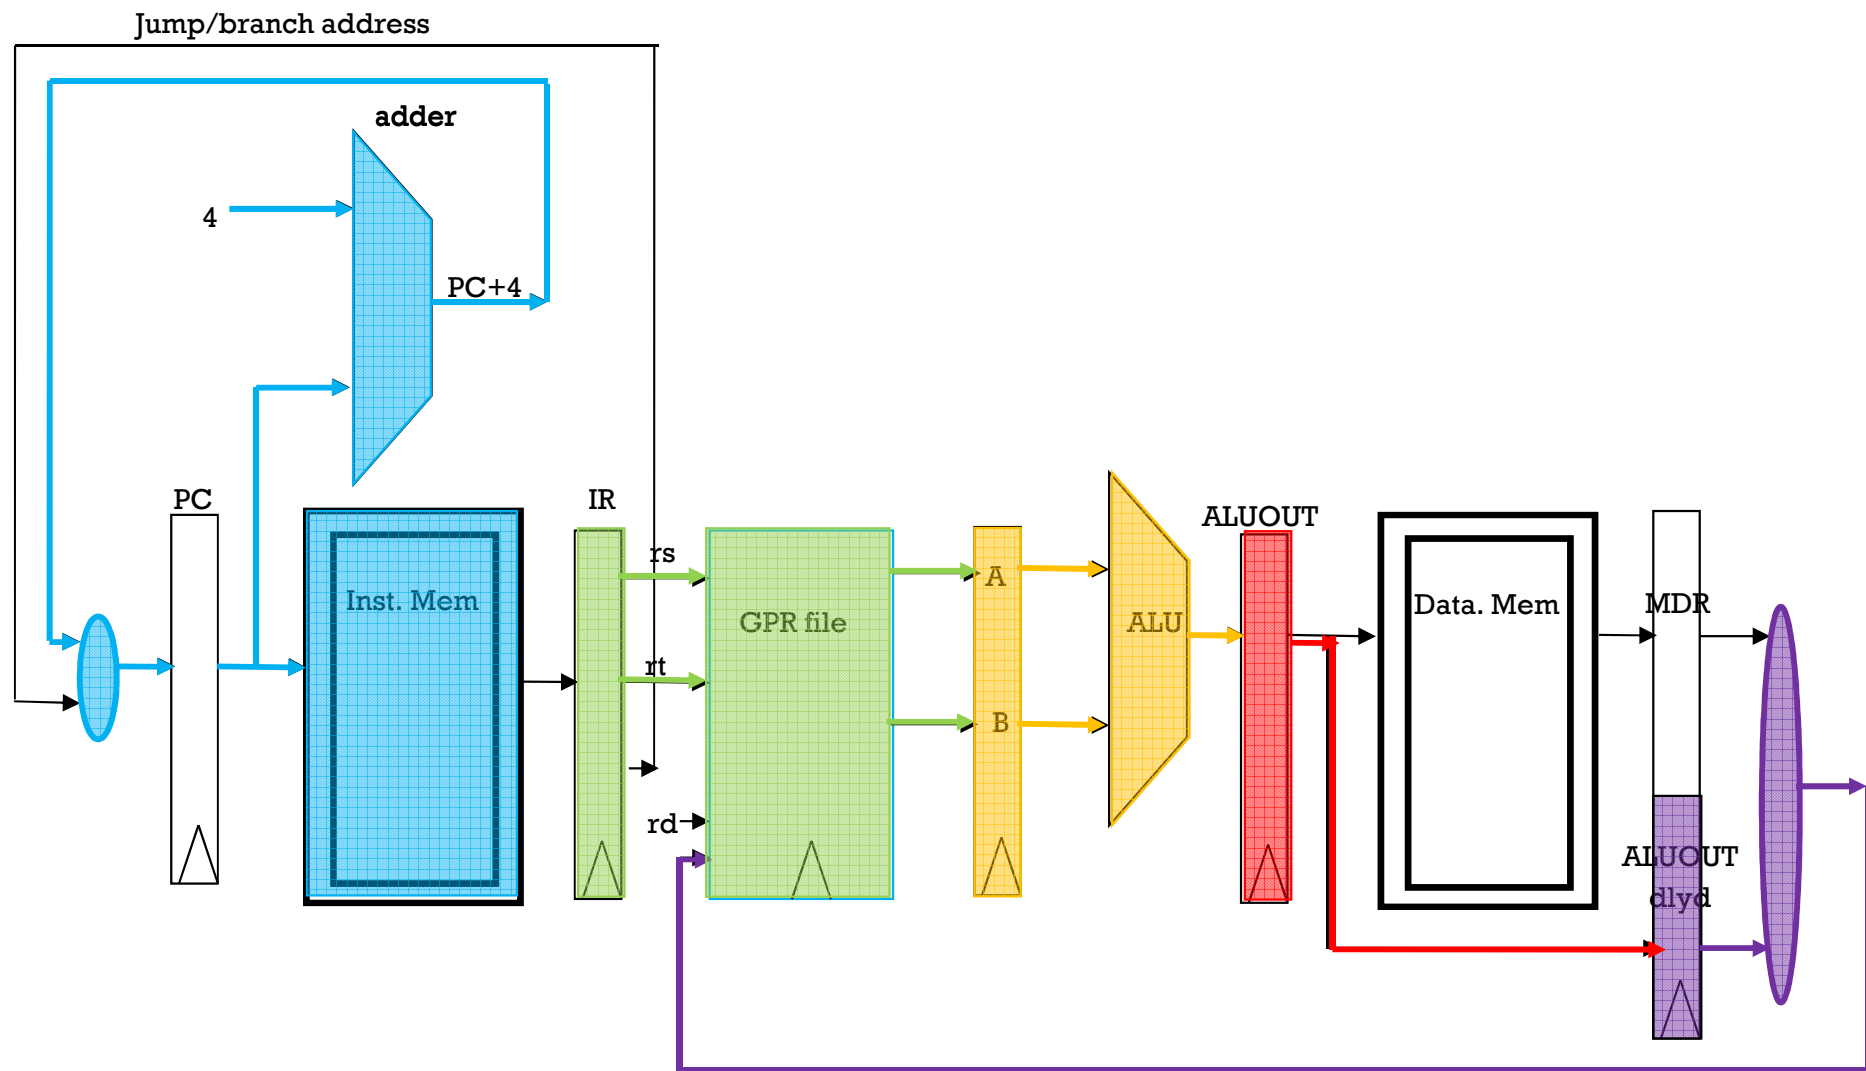 Jump/branch address
adder
4
PC+4
PC
IR
ALUOUT
rs
A
Inst. Mem
GPR file
ALU
Data. Mem
MDR
rt
B
rd
ALUOUT
dlyd